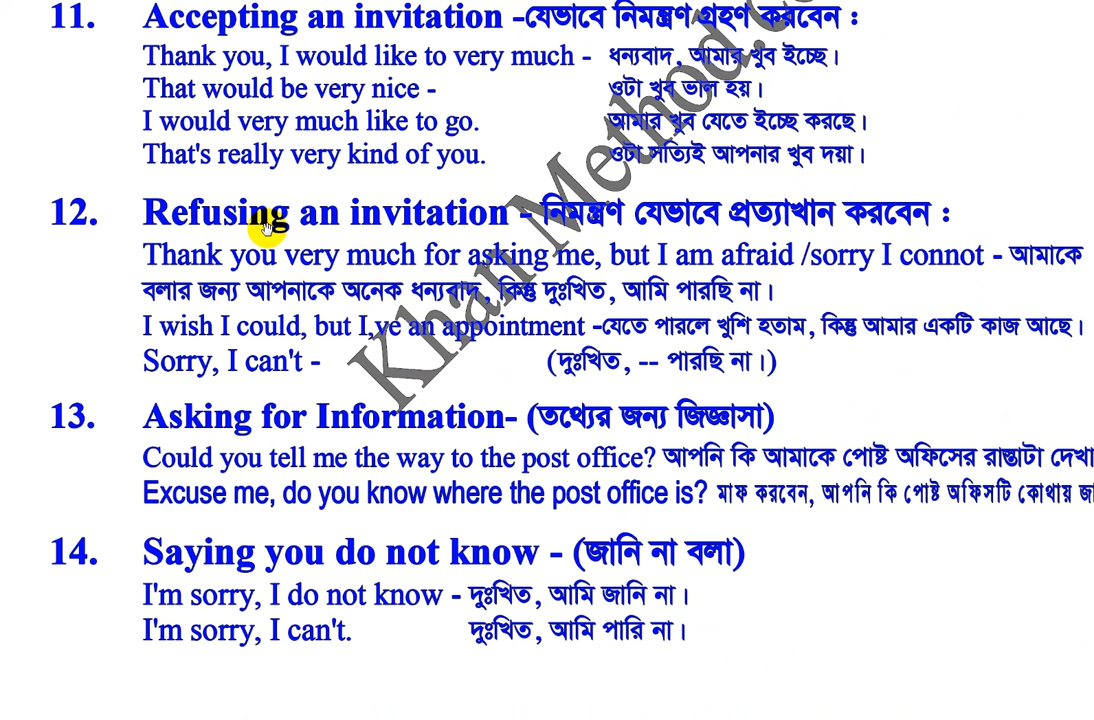 11. Accepting an invitation -যেভাবে নিমন্ত্রণ গ্রহণ করবেন :
Thank you, I would like to very much - ধন্যবাদ, আমার খুব ইচ্ছে।
That would be very nice - ওটা খুব ভাল হয়।
I would very much like to go. আমার খুব যেতে ইচ্ছে করছে।
That's really very kind of you. ওটা সত্যিই আপনার খুব দয়া।
12. Refusing an invitation - নিমন্ত্রণ যেভাবে প্রত্যাখান করবেন :
Thank you very much for asking me, but I am afraid /sorry I connot - আমাকে
বলার জন্য আপনাকে অনেক ধন্যবাদ, কিন্তু দুঃখিত, আমি পারছি না।
I wish I could, but I,ve an appointment -যেতে পারলে খুশি হতাম, কিন্তু আমার একটি কাজ আছে।
Sorry, I can't - (দুঃখিত, -- পারছি না।)
13. Asking for Information- (তথ্যের জন্য জিজ্ঞাসা)
Could you tell me the way to the post office? আপনি কি আমাকে পোষ্ট অফিসের রাস্তাটা দেখা
Excuse me, do you know where the post office is? মাফ করবেন, আপনি কি পোষ্ট অফিসটি কোথায় জা
14. Saying you do not know - (জানি না বলা)
I'm sorry, I do not know - দুঃখিত, আমি জানি না।
I'm sorry, I can't. দুঃখিত, আমি পারি না।
Khan Method.c